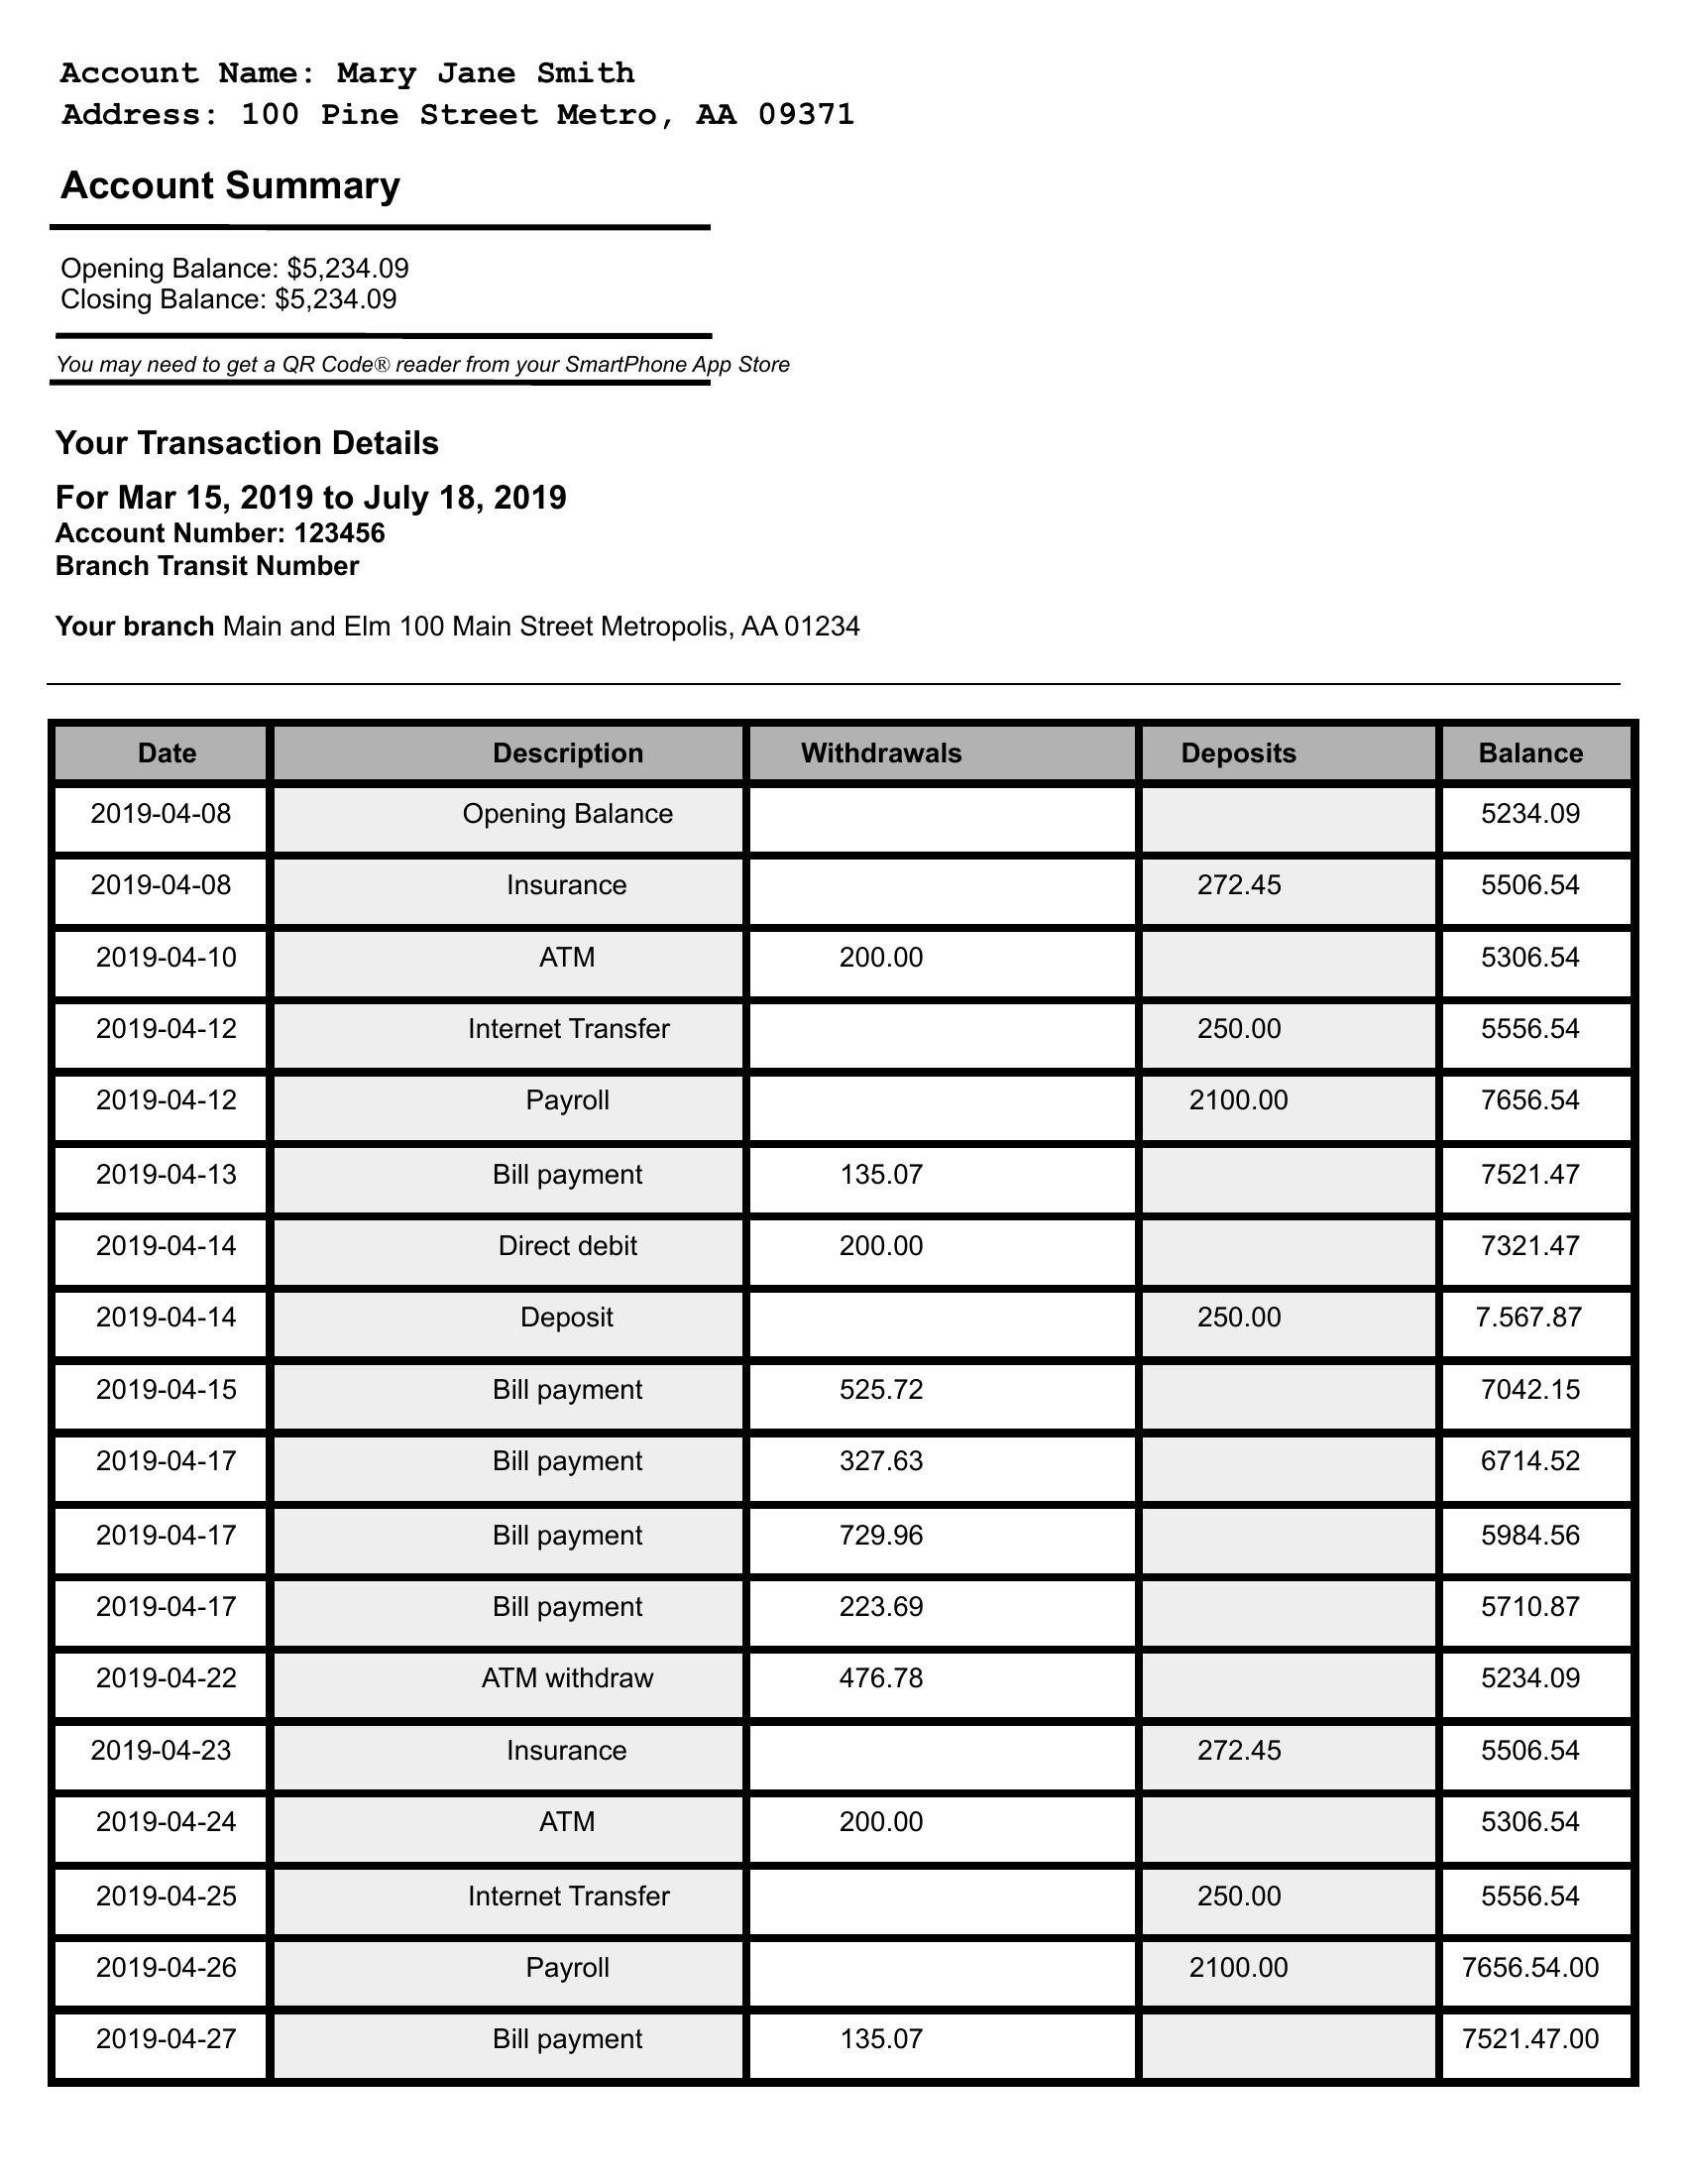 Account Name: Mary Jane Smith
Address: 100 Pine Street Metro, AA 09371
Account Summary
Opening Balance: $5,234.09
Closing Balance: $5,234.09
You may need to get a QR Code® reader from your SmartPhone App Store
Your Transaction Details
For Mar 15, 2019 to July 18, 2019
Account Number: 123456
Branch Transit Number
Your branch Main and Elm 100 Main Street Metropolis, AA 01234
Date Description Withdrawals Deposits Balance
2019-04-08 Opening Balance 5234.09
2019-04-08 Insurance 272.45 5506.54
2019-04-10 ATM 200.00 5306.54
2019-04-12 Internet Transfer 250.00 5556.54
2019-04-12 Payroll 2100.00 7656.54
2019-04-13 Bill payment 135.07 7521.47
2019-04-14 Direct debit 200.00 7321.47
2019-04-14 Deposit 250.00 7.567.87
2019-04-15 Bill payment 525.72 7042.15
2019-04-17 Bill payment 327.63 6714.52
2019-04-17 Bill payment 729.96 5984.56
2019-04-17 Bill payment 223.69 5710.87
2019-04-22 ATM withdraw 476.78 5234.09
2019-04-23 Insurance 272.45 5506.54
2019-04-24 ATM 200.00 5306.54
2019-04-25 Internet Transfer 250.00 5556.54
2019-04-26 Payroll 2100.00 7656.54.00
2019-04-27 Bill payment 135.07 7521.47.00